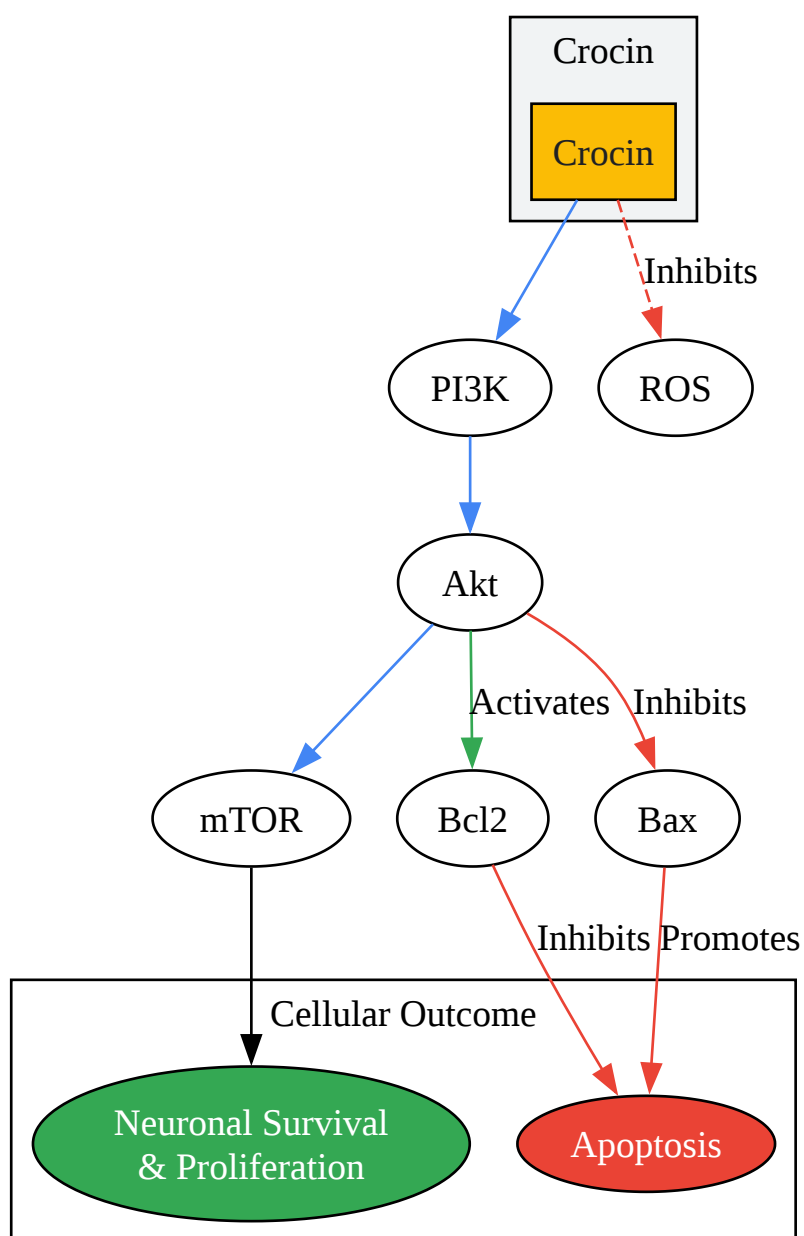 Crocin
Crocin
Inhibits
PI3K
ROS
Akt
Activates
Inhibits
mTOR
Bcl2
Bax
Inhibits
Promotes
Cellular Outcome
Neuronal Survival
& Proliferation
Apoptosis